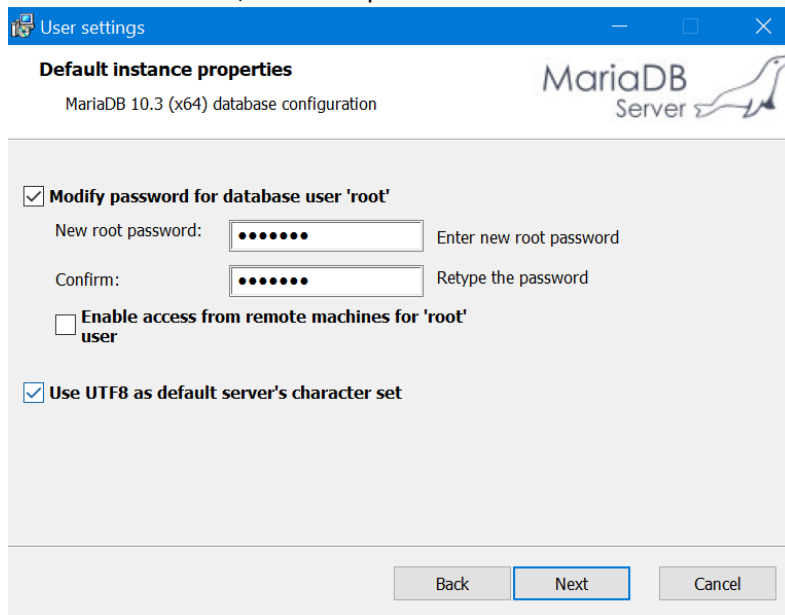 User settings
Default instance properties
MariaDB 10.3 (x64) database configuration
MariaDB
Server
Modify password for database user 'root'
New root password: ●●●●●●● Enter new root password
Confirm: ●●●●●●● Retype the password
Enable access from remote machines for 'root'
user
Use UTF8 as default server's character set
Back Next Cancel